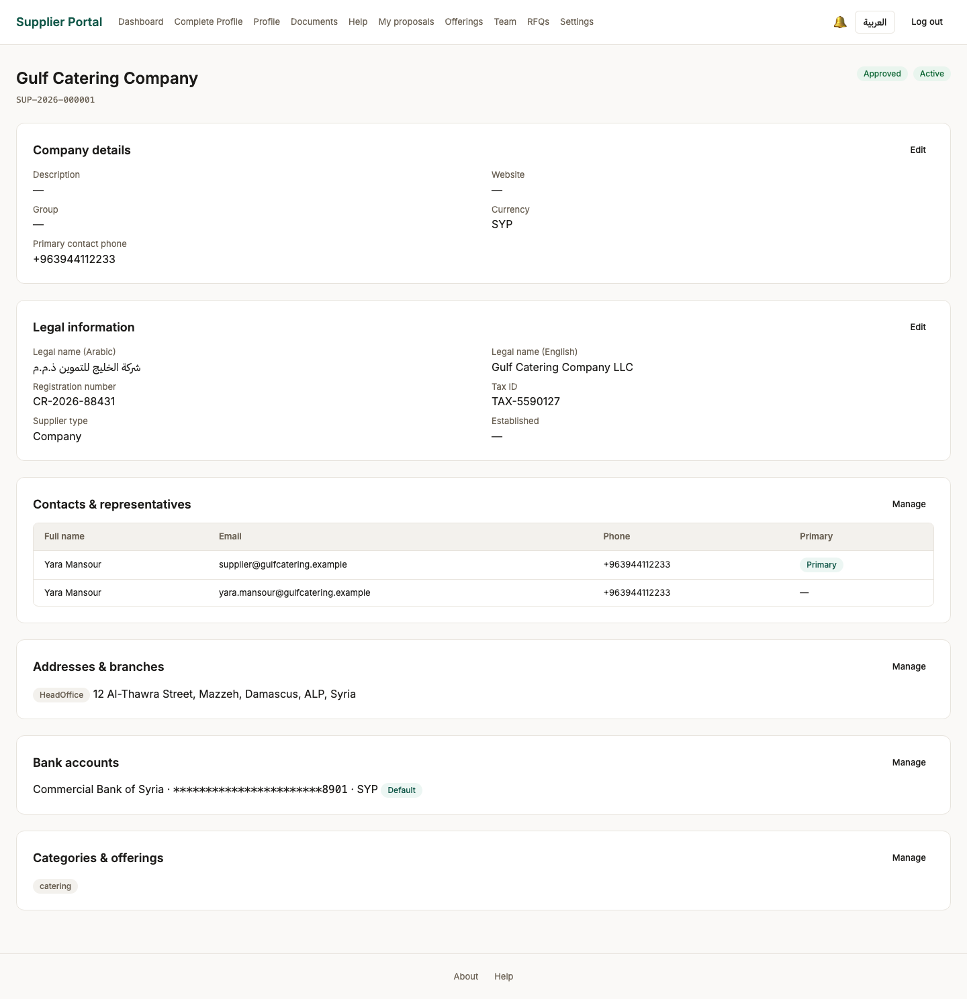 Supplier Portal Dashboard Complete Profile Profile Documents Help My proposals Offerings Team RFQs Settings العربية Log out
Gulf Catering Company Approved Active
SUP-2026-000001
Company details Edit
Description Website
— —
Group Currency
— SYP
Primary contact phone
+963944112233
Legal information Edit
Legal name (Arabic) Legal name (English)
شركة الخليج للتموين ذ.م.م Gulf Catering Company LLC
Registration number Tax ID
CR-2026-88431 TAX-5590127
Supplier type Established
Company —
Contacts & representatives Manage
Full name Email Phone Primary
Yara Mansour supplier@gulfcatering.example +963944112233 Primary
Yara Mansour yara.mansour@gulfcatering.example +963944112233 —
Addresses & branches Manage
HeadOffice 12 Al-Thawra Street, Mazzeh, Damascus, ALP, Syria
Bank accounts Manage
Commercial Bank of Syria · ***********************8901 · SYP Default
Categories & offerings Manage
catering
About Help